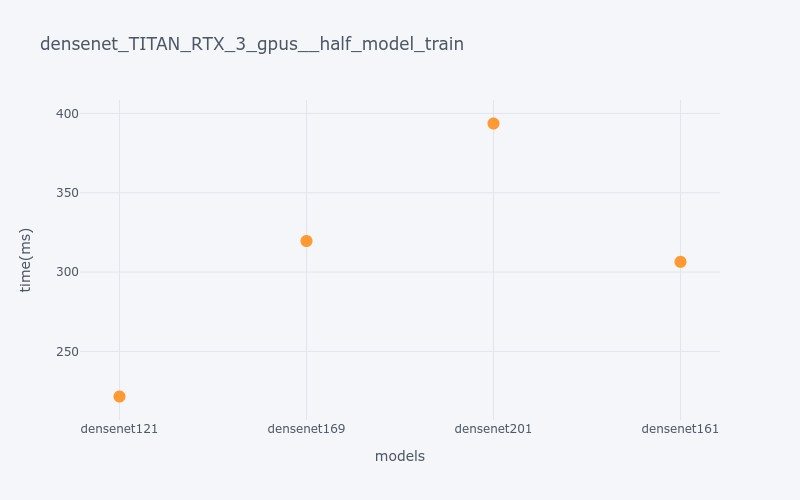 densenet_TITAN_RTX_3_gpus__half_model_train
400
350
300
250
time(ms)
densenet121 densenet169 densenet201 densenet161
models